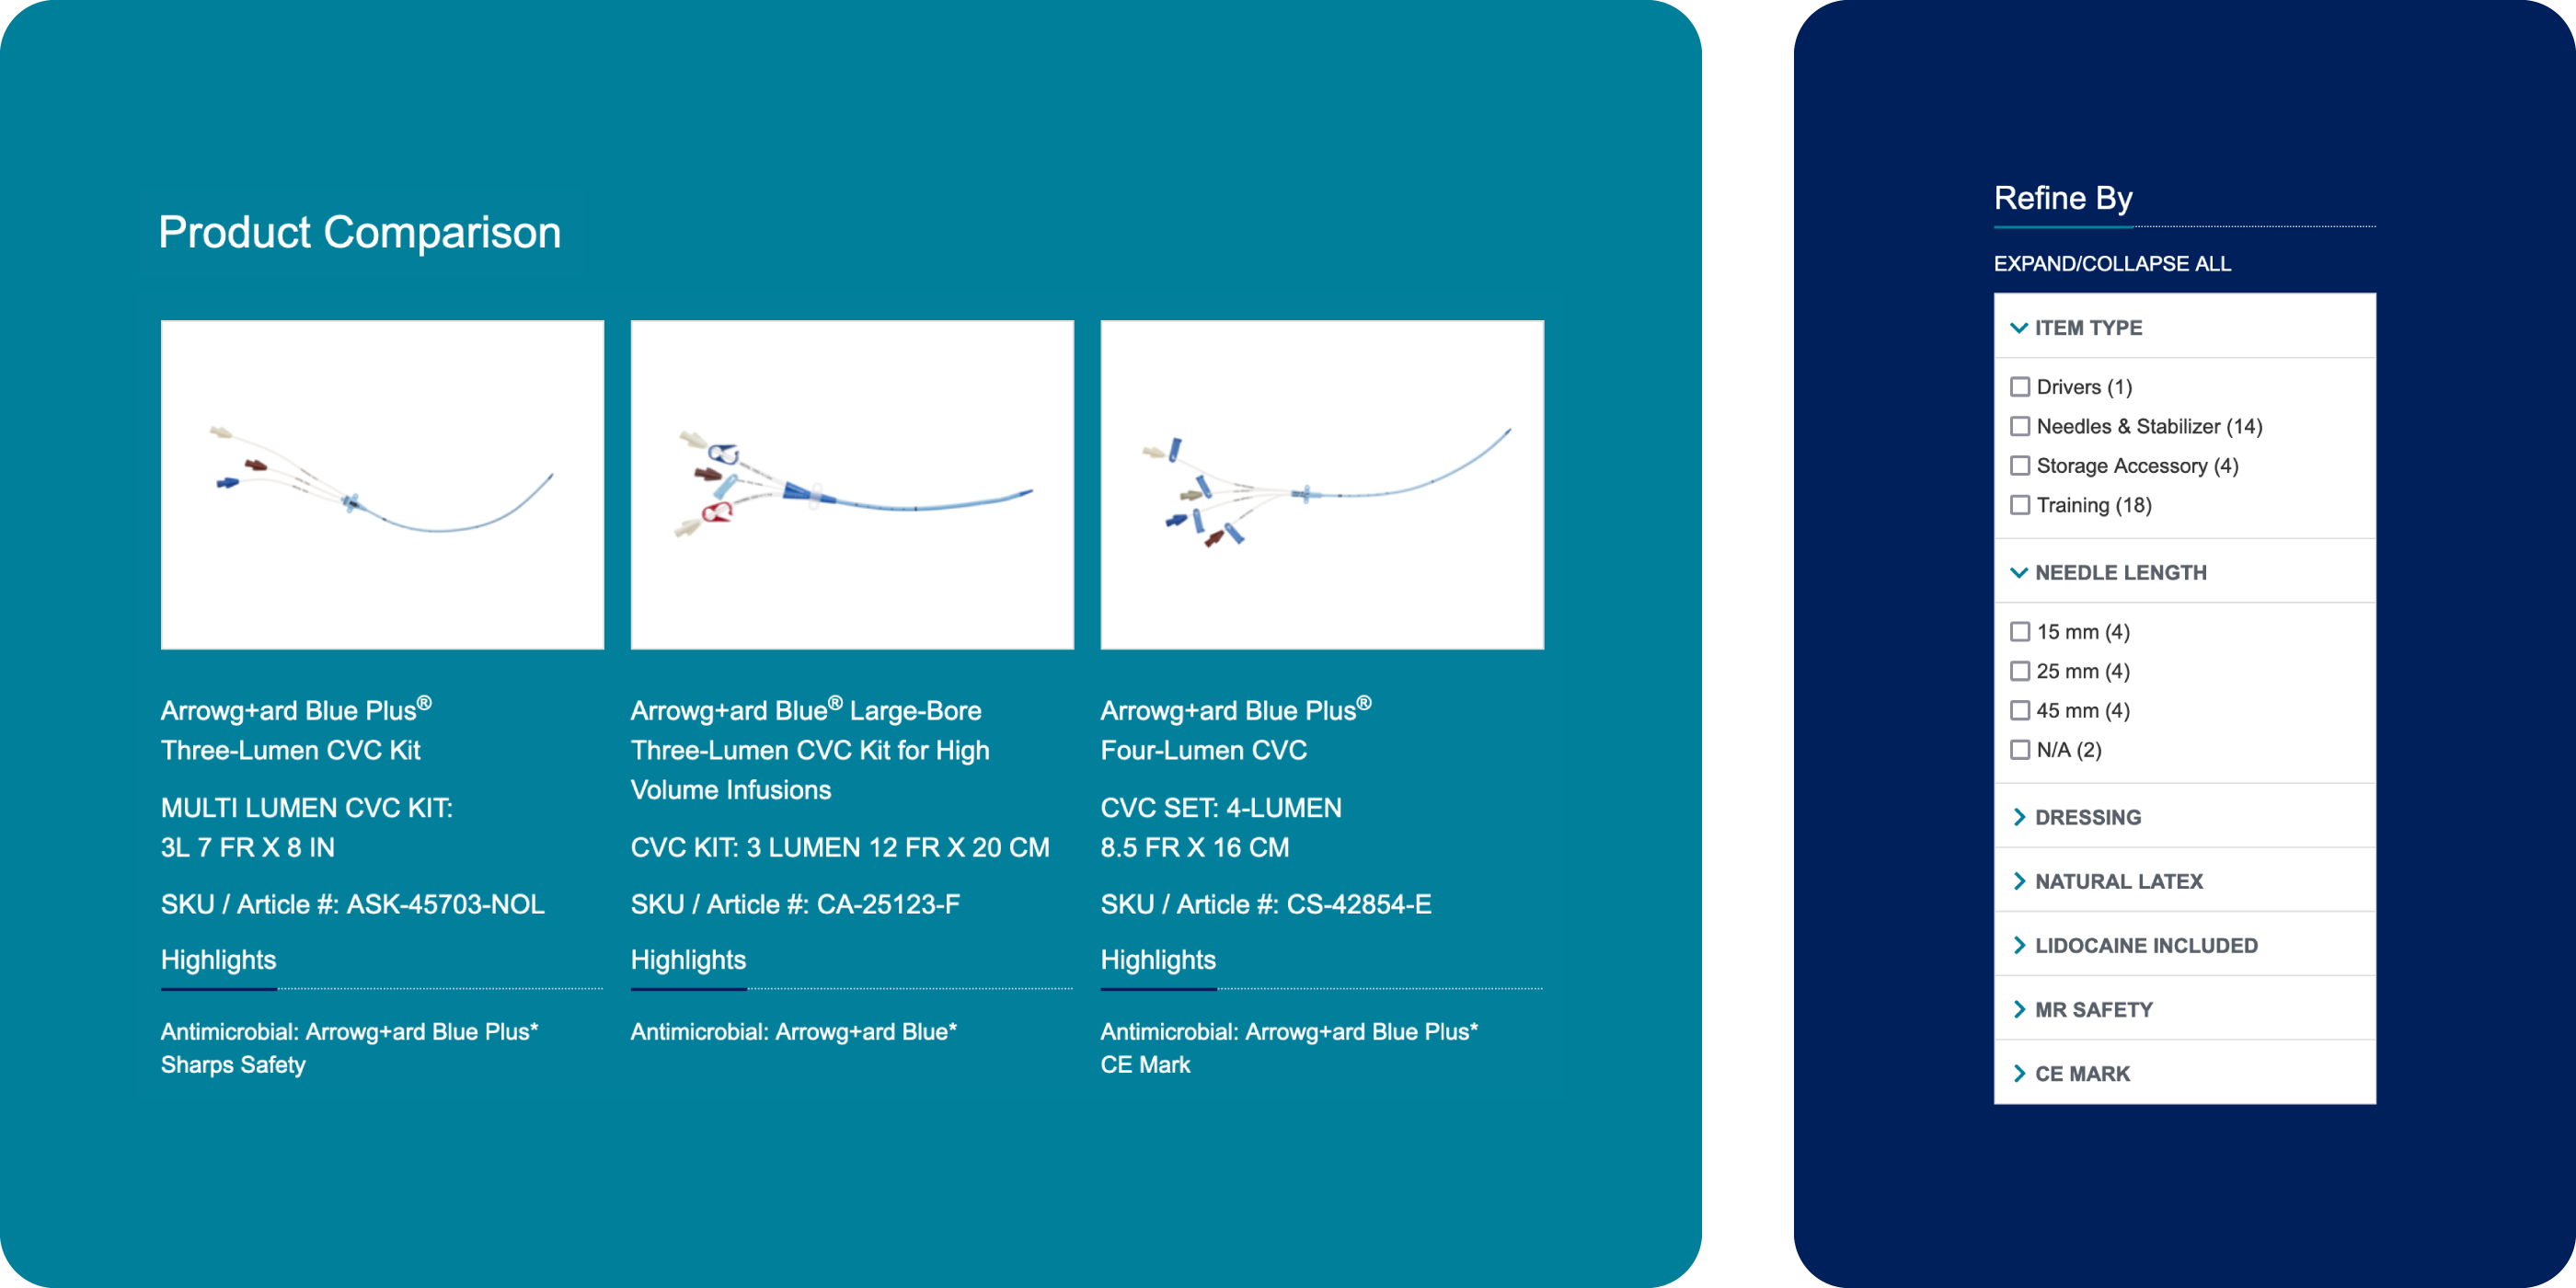 Product Comparison
Arrowg+ard Blue Plus®
Three-Lumen CVC Kit
MULTI LUMEN CVC KIT:
3L 7 FR X 8 IN
SKU / Article #: ASK-45703-NOL
Highlights
Antimicrobial: Arrowg+ard Blue Plus*
Sharps Safety
Arrowg+ard Blue® Large-Bore
Three-Lumen CVC Kit for High
Volume Infusions
CVC KIT: 3 LUMEN 12 FR X 20 CM
SKU / Article #: CA-25123-F
Highlights
Antimicrobial: Arrowg+ard Blue*
Arrowg+ard Blue Plus®
Four-Lumen CVC
CVC SET: 4-LUMEN
8.5 FR X 16 CM
SKU / Article #: CS-42854-E
Highlights
Antimicrobial: Arrowg+ard Blue Plus*
CE Mark
Refine By
EXPAND/COLLAPSE ALL
ITEM TYPE
Drivers (1)
Needles & Stabilizer (14)
Storage Accessory (4)
Training (18)
NEEDLE LENGTH
15 mm (4)
25 mm (4)
45 mm (4)
N/A (2)
DRESSING
NATURAL LATEX
LIDOCAINE INCLUDED
MR SAFETY
CE MARK